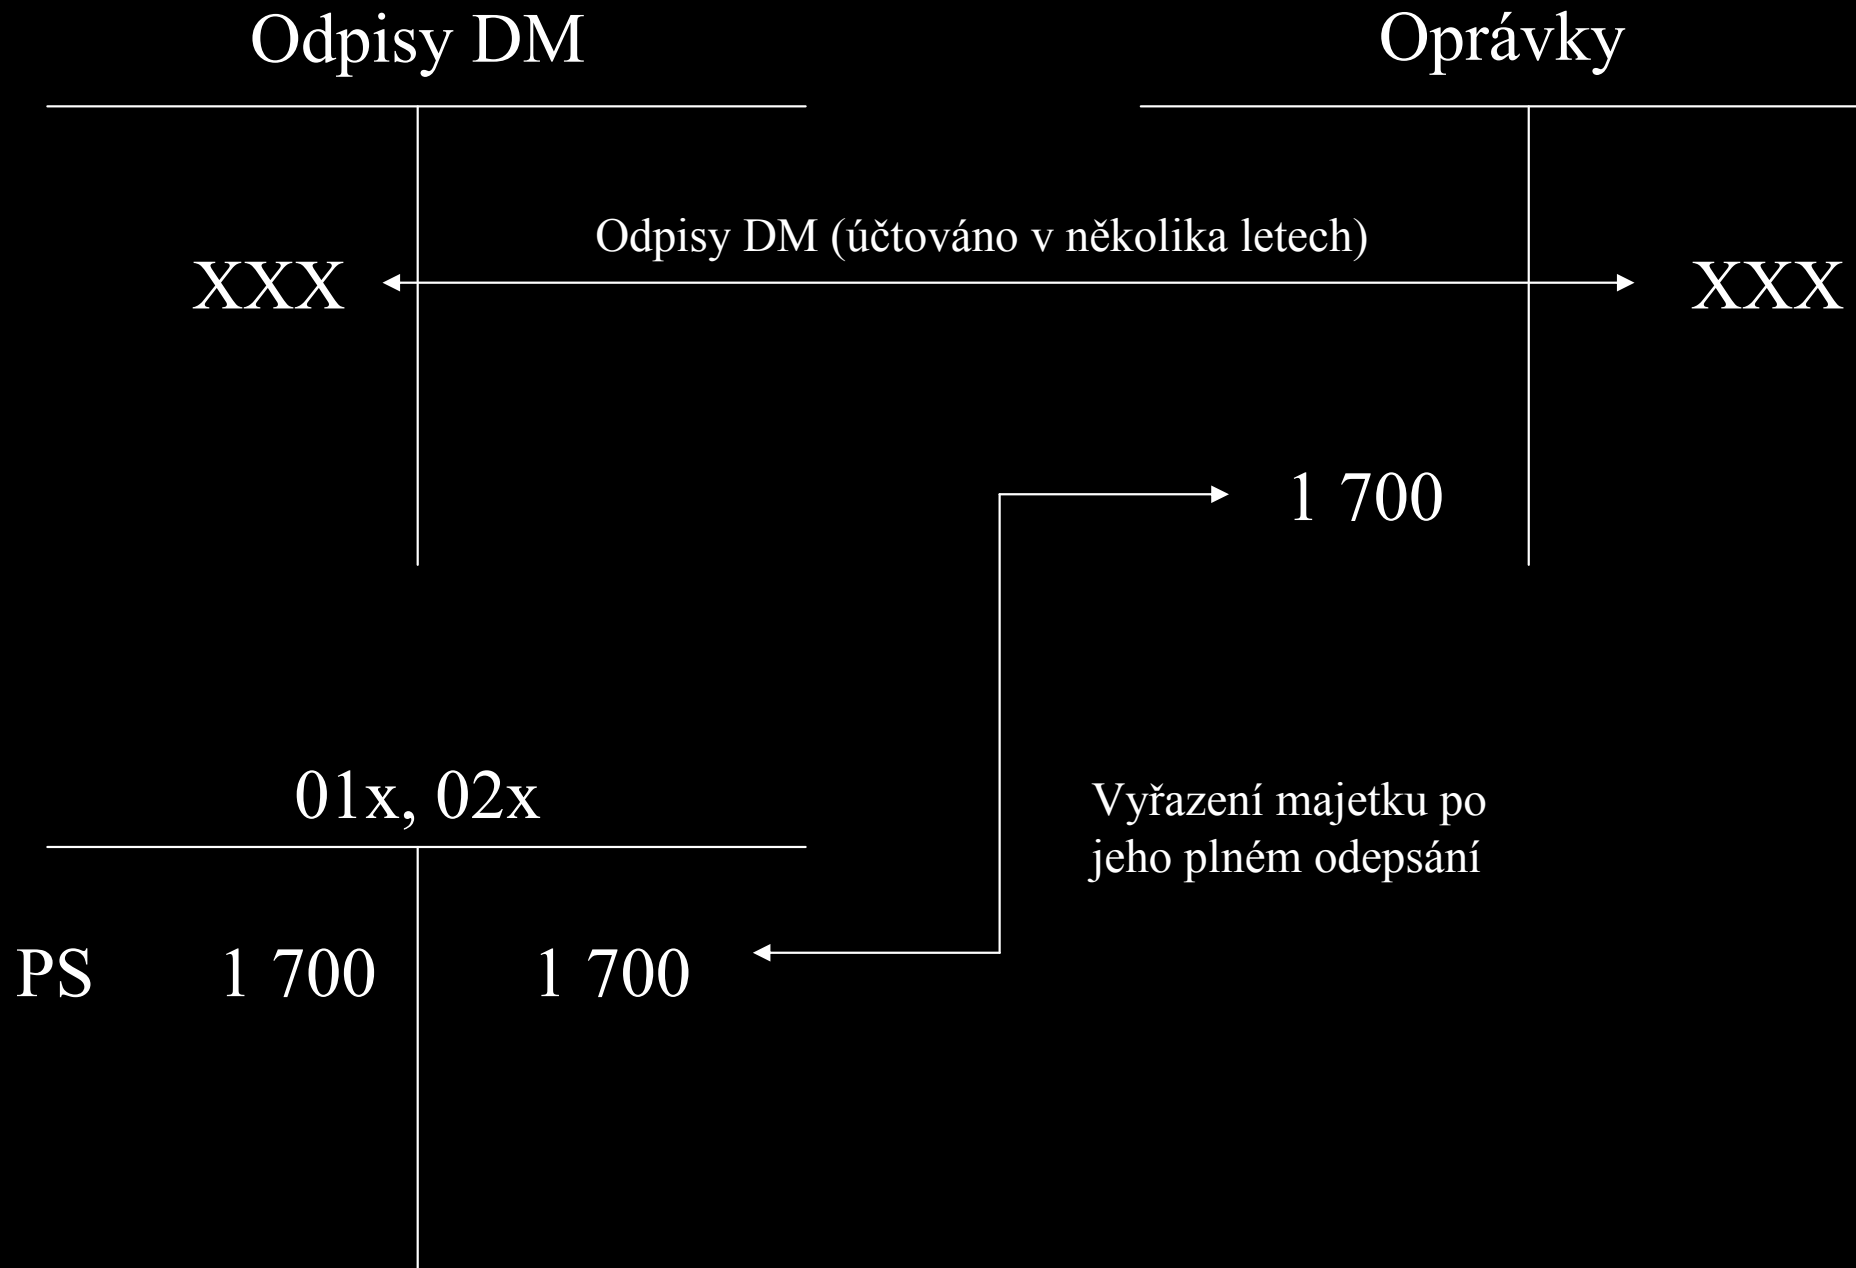 Odpisy DM
Oprávky
Odpisy DM (účtováno v několika letech)
XXX
XXX
1 700
01x, 02x
Vyřazení majetku po
jeho plném odepsání
PS 1 700 1 700